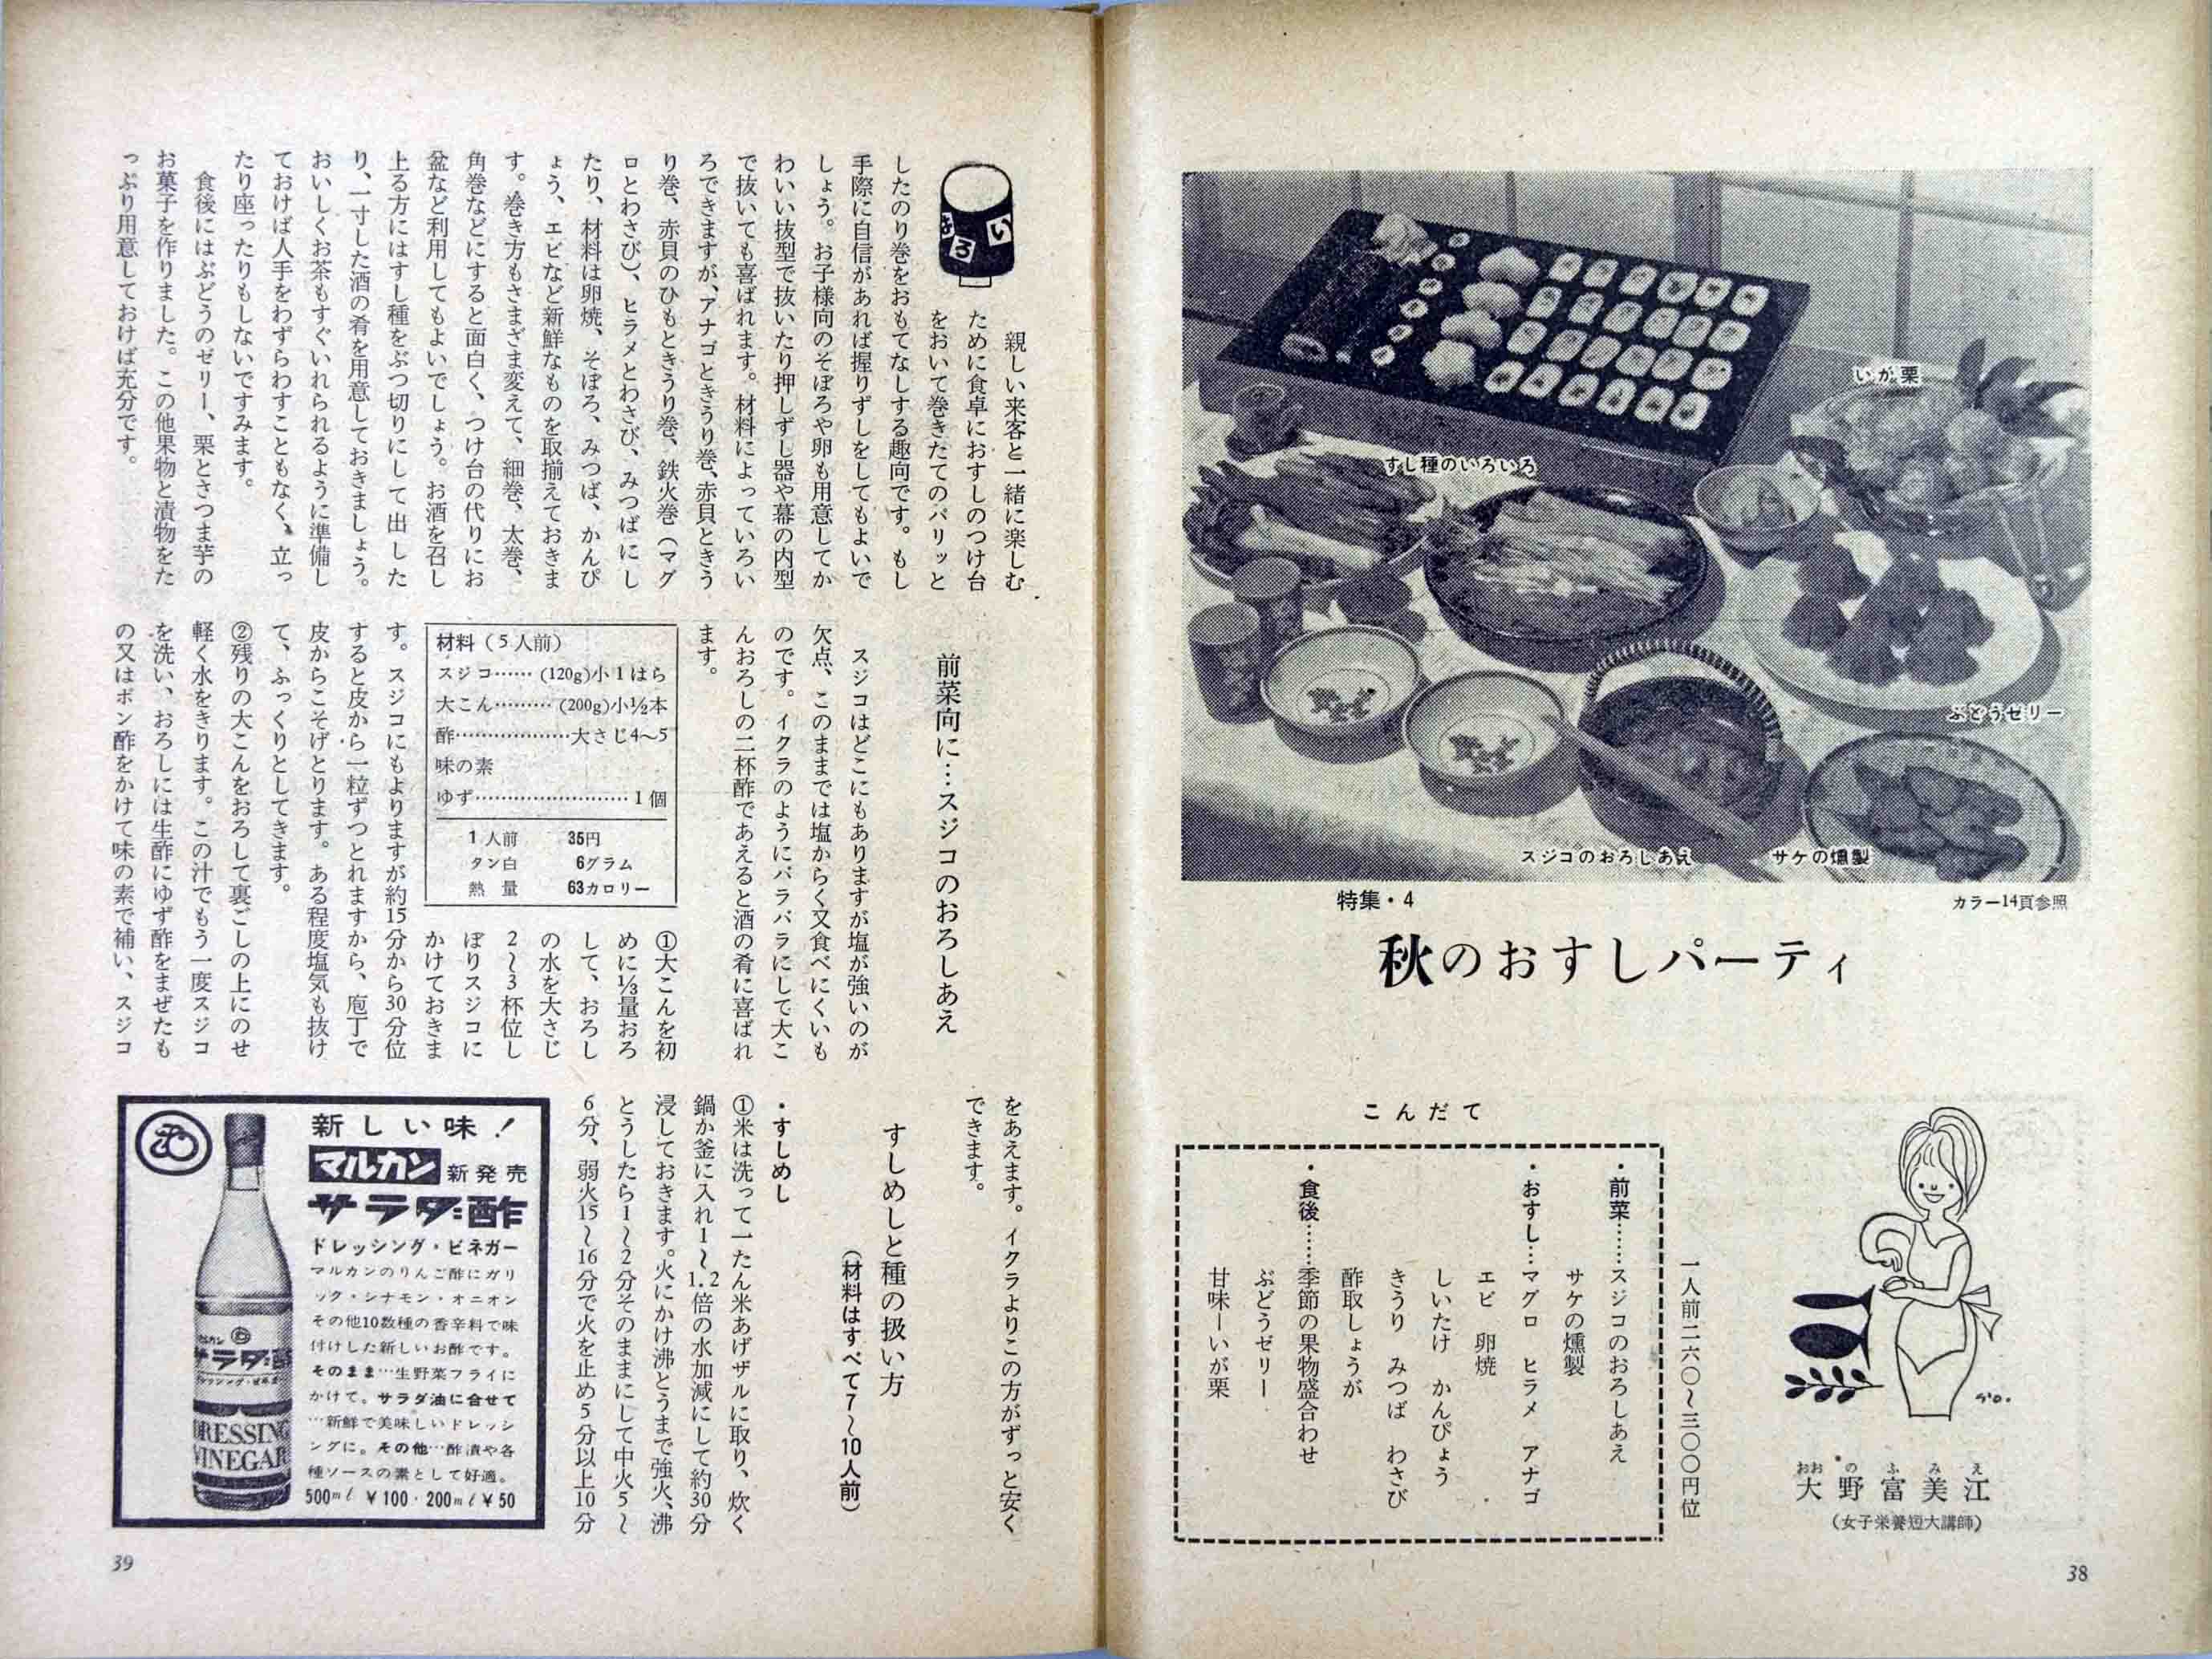 いが栗
すし種のいろいろ
ぶどうゼリー
スジコのおろしあえ
サケの燻製
特集・4
カラー14頁参照
秋のおすしパーティ
おおのふみえ
大野富美江
(女子栄養短大講師)
一人前二六〇〜三〇〇円位
こんだて
・前菜……スジコのおろしあえ
サケの燻製
・おすし…マグロ ヒラメ アナゴ
エビ 卵焼
しいたけ かんぴょう
きうり みつば わさび
酢取しょうが
・食後……季節の果物盛合わせ
ぶどうゼリー
甘味―いが栗
38
いろは
親しい来客と一緒に楽しむ
ために食卓におすしのつけ台
をおいて巻きたてのパリッと
したのり巻をおもてなしする趣向です。もし
手際に自信があれば握りずしをしてもよいで
しょう。お子様向のそぼろや卵も用意してか
わいい抜型で抜いたり押しずし器や幕の内型
で抜いても喜ばれます。材料によっていろい
ろできますが、アナゴときうり巻、赤貝ときう
り巻、赤貝のひもときうり巻、鉄火巻(マグ
ロとわさび)、ヒラメとわさび、みつばにし
たり、材料は卵焼、そぼろ、みつば、かんぴ
ょう、エビなど新鮮なものを取揃えておきま
す。巻き方もさまざま変えて、細巻、太巻、
角巻などにすると面白く、つけ台の代りにお
盆など利用してもよいでしょう。お酒を召し
上る方にはすし種をぶつ切りにして出した
り、一寸した酒の肴を用意しておきましょう。
おいしくお茶もすぐいれられるように準備し
ておけば人手をわずらわすこともなく、立っ
たり座ったりもしないですみます。
食後にはぶどうのゼリー、栗とさつま芋の
お菓子を作りました。この他果物と漬物をた
っぷり用意しておけば充分です。
前菜向に…スジコのおろしあえ
スジコはどこにもありますが塩が強いのが
欠点、このままでは塩からく又食べにくいも
のです。イクラのようにバラバラにして大こ
んおろしの二杯酢であえると酒の肴に喜ばれ
ます。
材料(5人前)
スジコ……(120g)小1はら
大こん………(200g)小½本
酢………………大さじ4〜5
味の素
ゆず……………………1個
1人前 35円
タン白 6グラム
熱量 63カロリー
①大こんを初
めに⅓量おろ
して、おろし
の水を大さじ
2〜3杯位し
ぼりスジコに
かけておきま
す。スジコにもよりますが約15分から30分位
すると皮から一粒ずつとれますから、庖丁で
皮からこそげとります。ある程度塩気も抜け
て、ふっくりとしてきます。
②残りの大こんをおろして裏ごしの上にのせ
軽く水をきります。この汁でもう一度スジコ
を洗い、おろしには生酢にゆず酢をまぜたも
の又はポン酢をかけて味の素で補い、スジコ
をあえます。イクラよりこの方がずっと安く
できます。
すしめしと種の扱い方
(材料はすべて7〜10人前)
・すしめし
①米は洗って一たん米あげザルに取り、炊く
鍋か釜に入れ1〜1.2倍の水加減にして約30分
浸しておきます。火にかけ沸とうまで強火、沸
とうしたら1〜2分そのままにして中火5〜
6分、弱火15〜16分で火を止め5分以上10分
新しい味!
マルカン 新発売
サラダ酢
ドレッシング・ビネガー
マルカンのりんご酢にガリ
ック・シナモン・オニオン
その他10数種の香辛料で味
付けした新しいお酢です。
そのまま…生野菜フライに
かけて。サラダ油に合せて
…新鮮で美味しいドレッシ
ングに。その他…酢漬や各
種ソースの素として好適。
500ml ¥100・200ml ¥50
マルカン
サラダ酢
DRESSING
VINEGAR
39